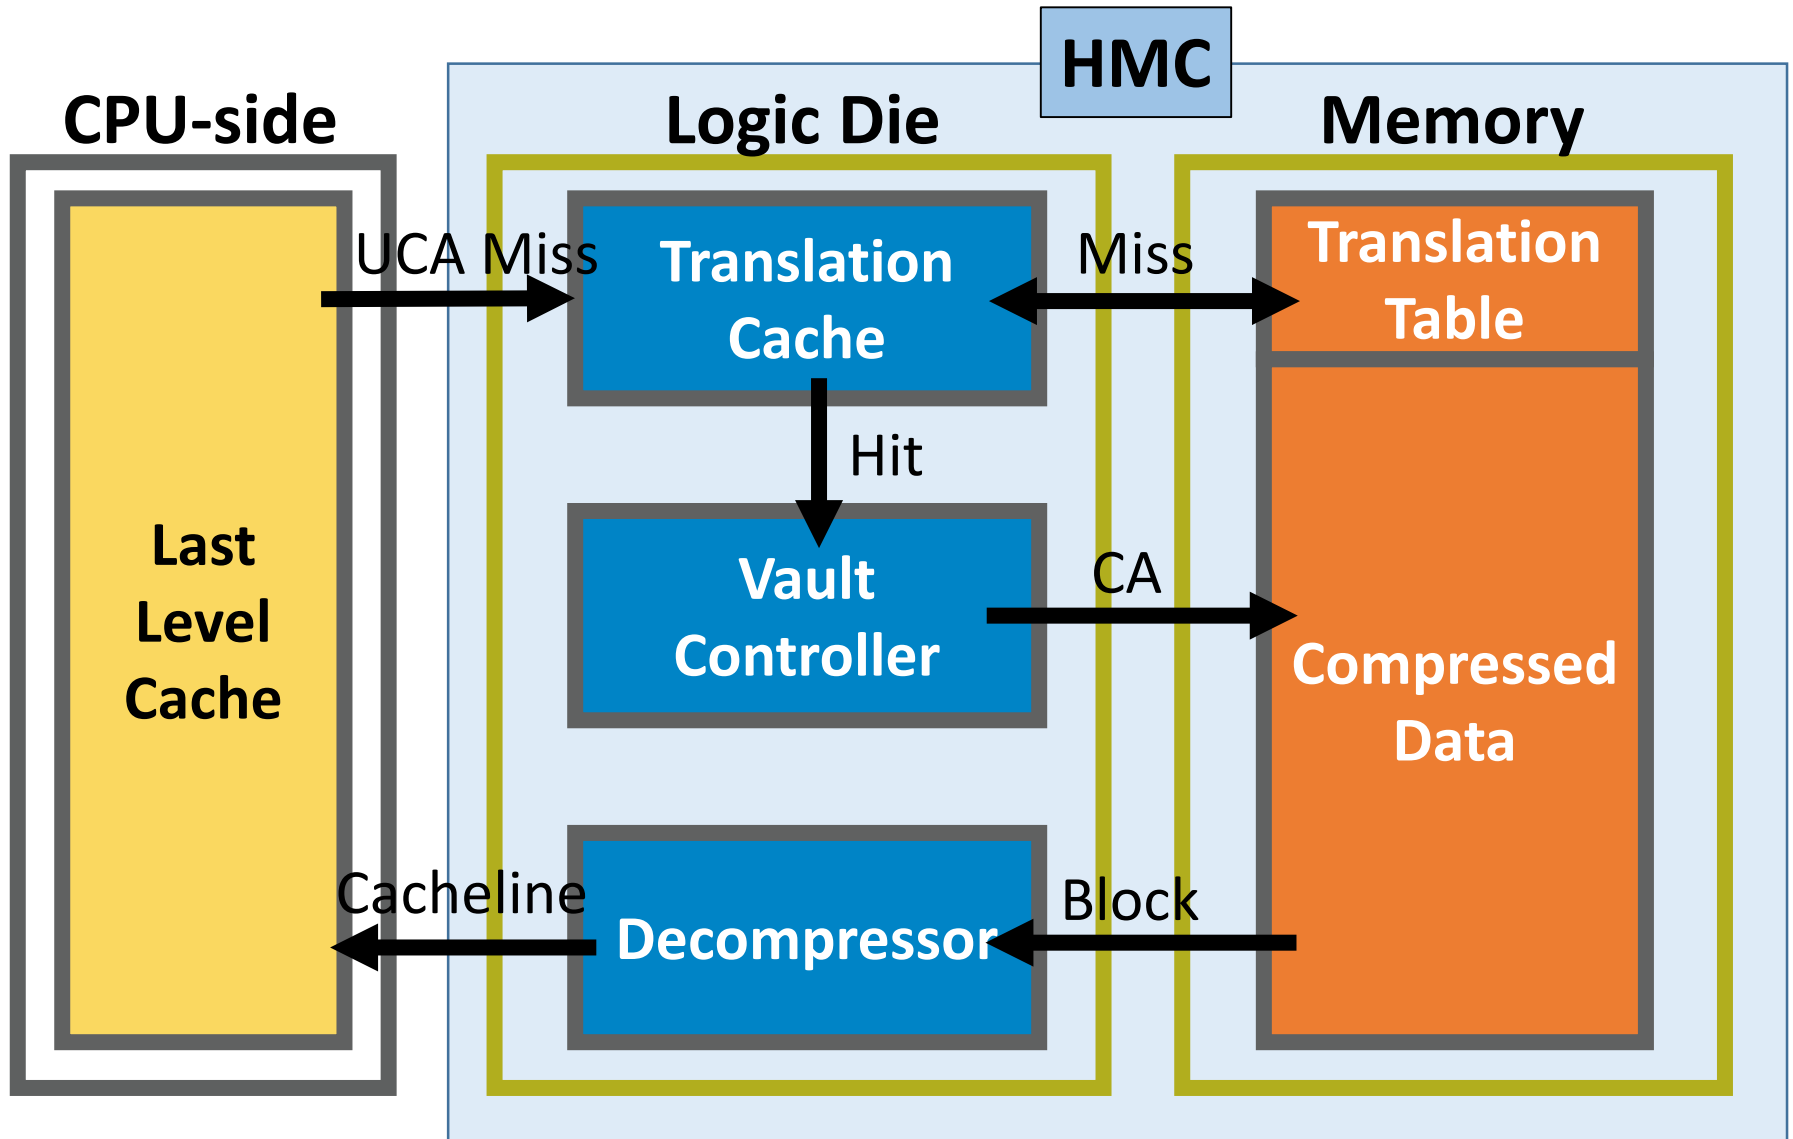 HMC
CPU-side
Logic Die
Memory
UCA Miss
Translation
Cache
Miss
Translation
Table
Hit
Last
Level
Cache
Vault
Controller
CA
Compressed
Data
Cacheline
Decompressor
Block